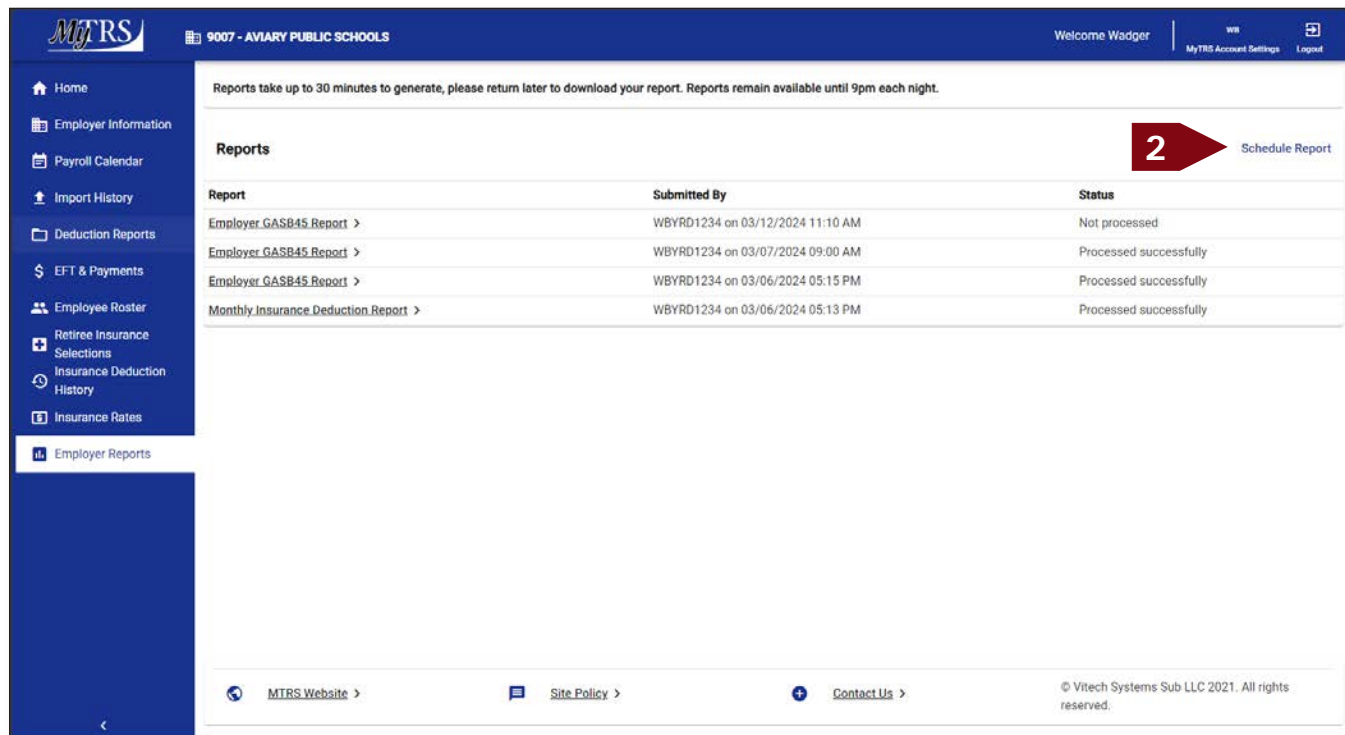 MyTRS
9007 - AVIARY PUBLIC SCHOOLS
Welcome Wadger
WB
MyTRS Account Settings
Logout
Home
Employer Information
Payroll Calendar
Import History
Deduction Reports
EFT & Payments
Employee Roster
Retiree Insurance
Selections
Insurance Deduction
History
Insurance Rates
Employer Reports
Reports take up to 30 minutes to generate, please return later to download your report. Reports remain available until 9pm each night.
Reports
2
Schedule Report
Report Submitted By Status
Employer GASB45 Report > WBYRD1234 on 03/12/2024 11:10 AM Not processed
Employer GASB45 Report > WBYRD1234 on 03/07/2024 09:00 AM Processed successfully
Employer GASB45 Report > WBYRD1234 on 03/06/2024 05:15 PM Processed successfully
Monthly Insurance Deduction Report > WBYRD1234 on 03/06/2024 05:13 PM Processed successfully
MTRS Website >
Site Policy >
Contact Us >
© Vitech Systems Sub LLC 2021. All rights
reserved.